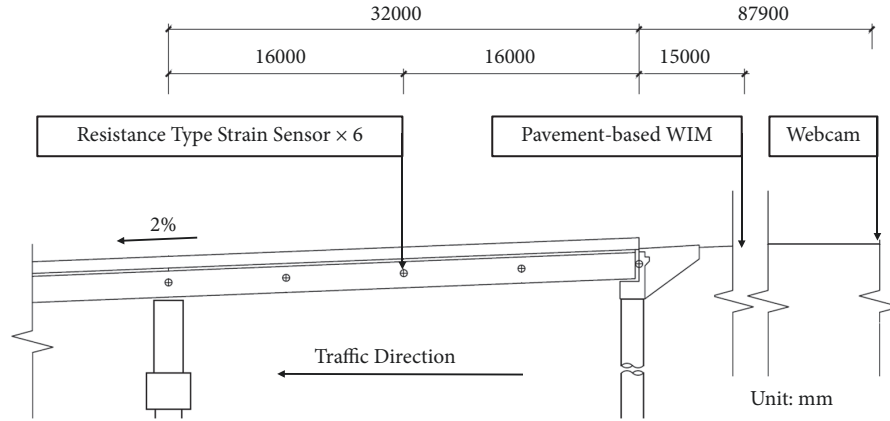 32000
87900
16000
16000
15000
Resistance Type Strain Sensor × 6
Pavement-based WIM
Webcam
2%
Traffic Direction
Unit: mm